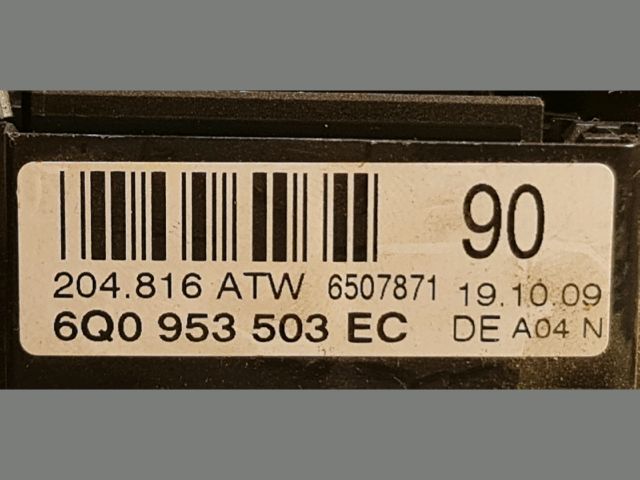 90
204.816 ATW 6507871 19.10.09
6Q0 953 503 EC DE A04 N